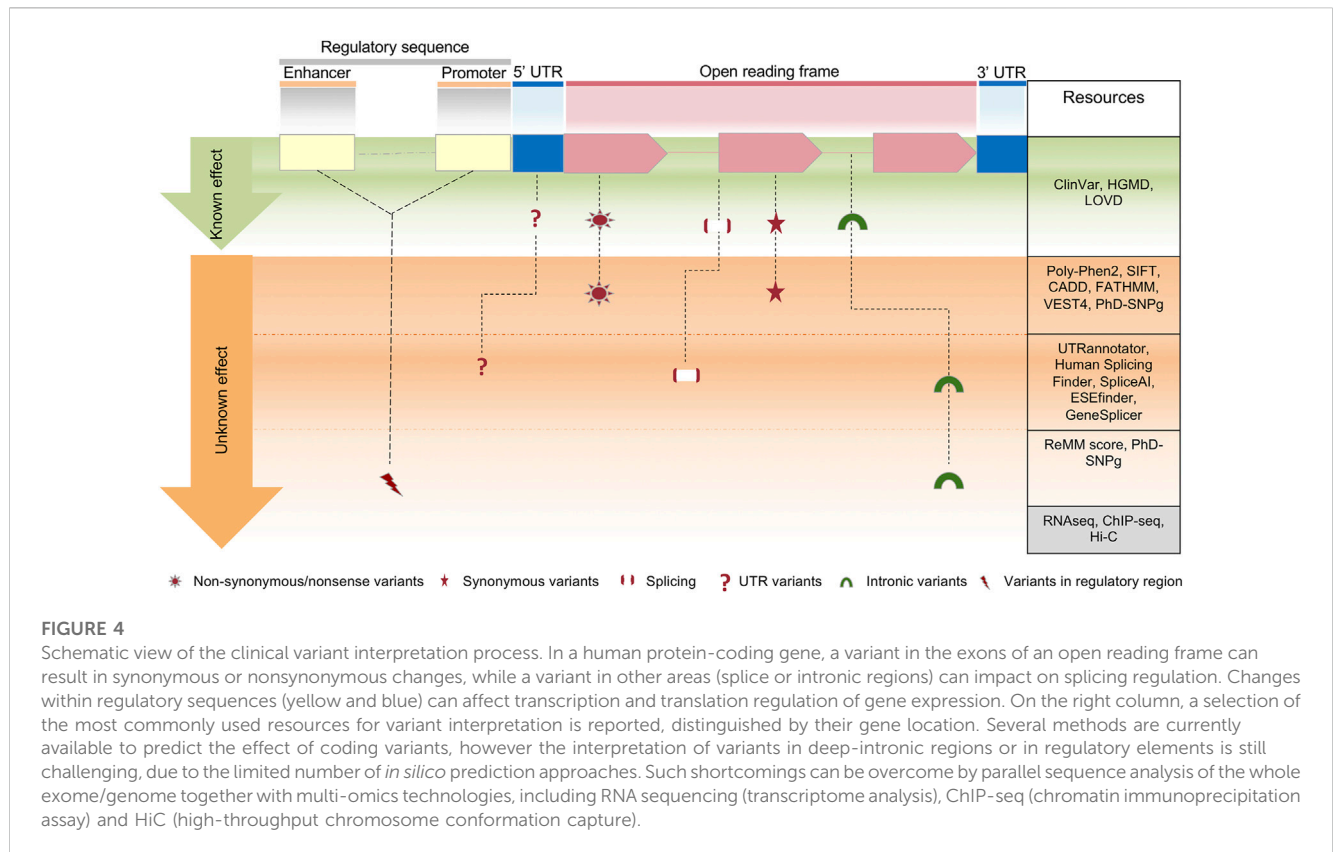 Regulatory sequence
Enhancer
Promoter
5' UTR
Open reading frame
3' UTR
Resources
Known effect
Unknown effect
?
?
ClinVar, HGMD,
LOVD
Poly-Phen2, SIFT,
CADD, FATHMM,
VEST4, PhD-SNPg
UTRannotator,
Human Splicing
Finder, SpliceAI,
ESEfinder,
GeneSplicer
ReMM score, PhD-
SNPg
RNAseq, ChIP-seq,
Hi-C
Non-synonymous/nonsense variants
Synonymous variants
Splicing
? UTR variants
Intronic variants
Variants in regulatory region
FIGURE 4
Schematic view of the clinical variant interpretation process. In a human protein-coding gene, a variant in the exons of an open reading frame can
result in synonymous or nonsynonymous changes, while a variant in other areas (splice or intronic regions) can impact on splicing regulation. Changes
within regulatory sequences (yellow and blue) can affect transcription and translation regulation of gene expression. On the right column, a selection of
the most commonly used resources for variant interpretation is reported, distinguished by their gene location. Several methods are currently
available to predict the effect of coding variants, however the interpretation of variants in deep-intronic regions or in regulatory elements is still
challenging, due to the limited number of in silico prediction approaches. Such shortcomings can be overcome by parallel sequence analysis of the whole
exome/genome together with multi-omics technologies, including RNA sequencing (transcriptome analysis), ChIP-seq (chromatin immunoprecipitation
assay) and HiC (high-throughput chromosome conformation capture).